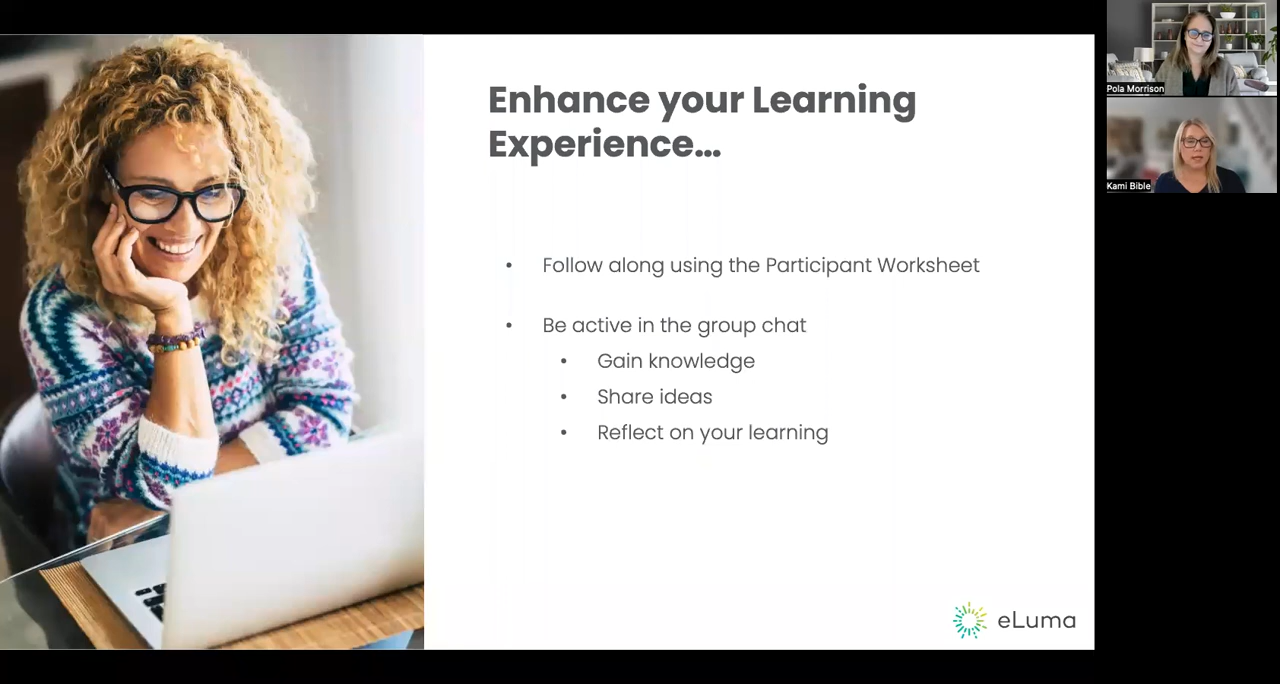 Enhance your Learning
Experience...
• Follow along using the Participant Worksheet
• Be active in the group chat
• Gain knowledge
• Share ideas
• Reflect on your learning
eLuma
Pola Morrison
Kami Bible